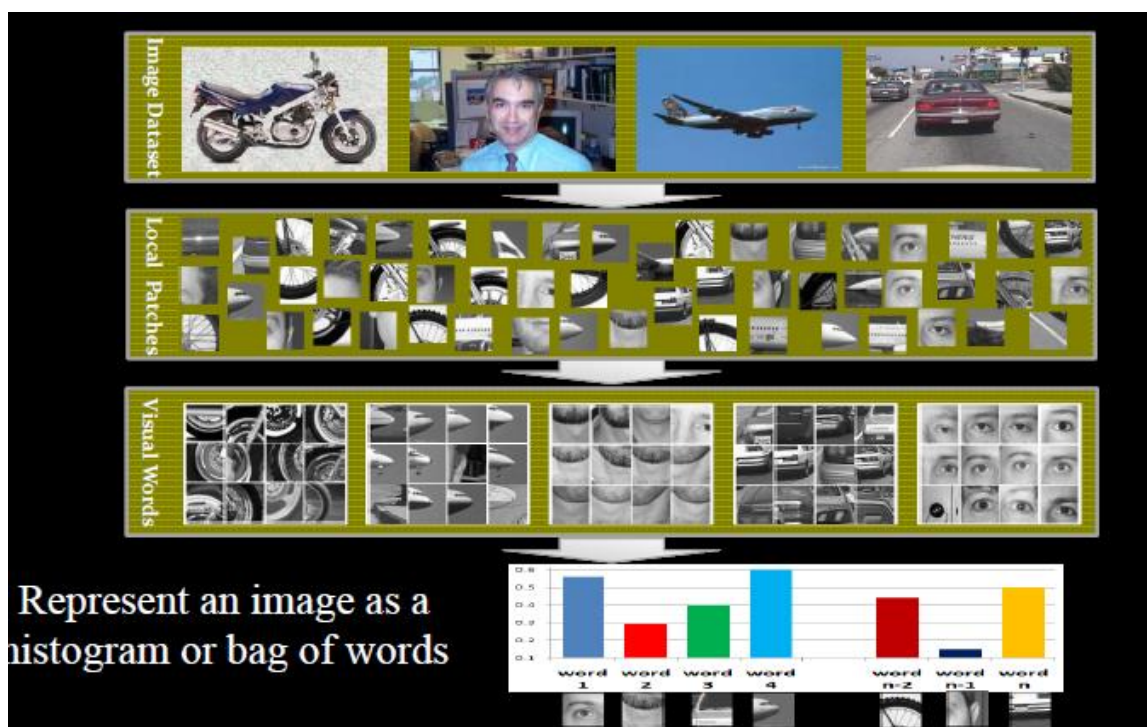 Image Dataset
Local Patches
Visual Words
Represent an image as a
histogram or bag of words
0.6
0.5
0.4
0.3
0.2
0.1
word 1
word 2
word 3
word 4
word n-2
word n-1
word n